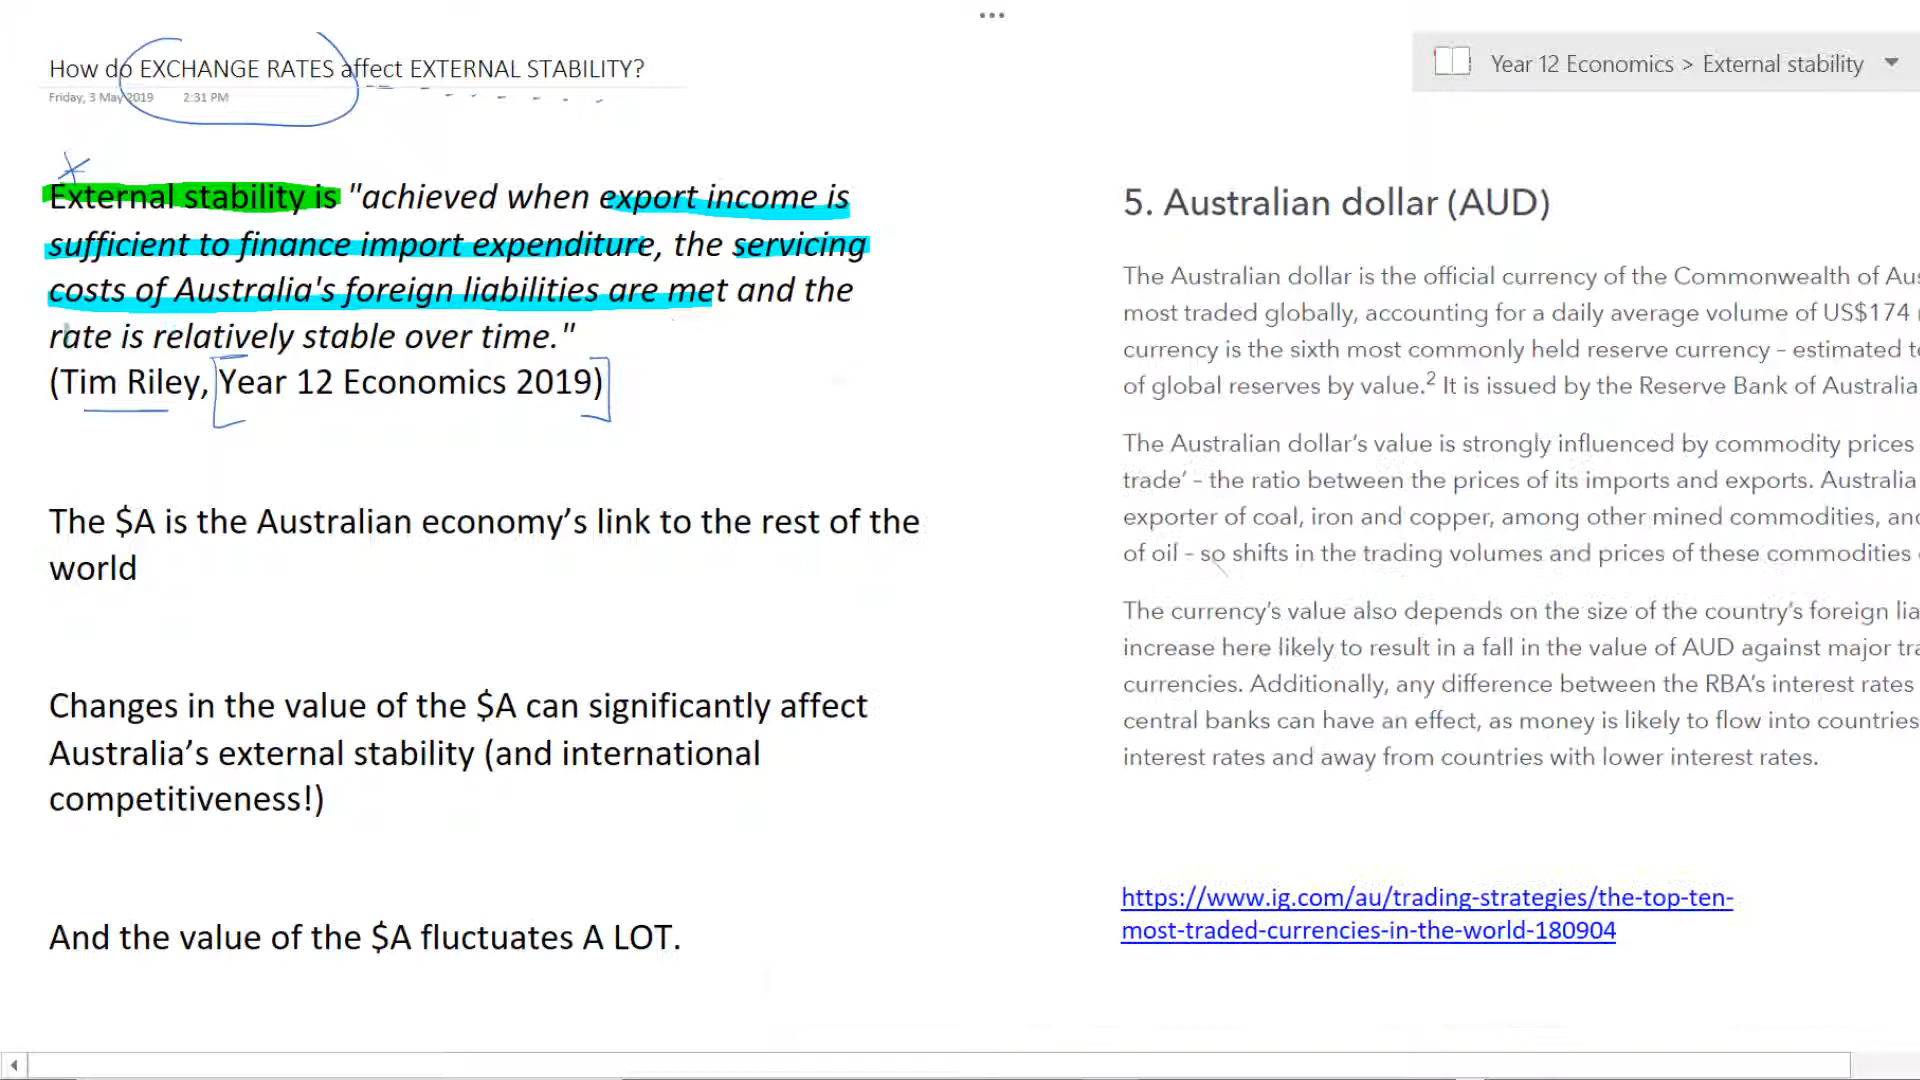 How do EXCHANGE RATES affect EXTERNAL STABILITY?
Friday, 3 May 2019 2:31 PM
External stability is "achieved when export income is
sufficient to finance import expenditure, the servicing
costs of Australia's foreign liabilities are met and the
rate is relatively stable over time."
(Tim Riley, Year 12 Economics 2019)
The $A is the Australian economy’s link to the rest of the
world
Changes in the value of the $A can significantly affect
Australia’s external stability (and international
competitiveness!)
And the value of the $A fluctuates A LOT.
Year 12 Economics > External stability
5. Australian dollar (AUD)
The Australian dollar is the official currency of the Commonwealth of
most traded globally, accounting for a daily average volume of US$174
currency is the sixth most commonly held reserve currency – estimated
of global reserves by value.2 It is issued by the Reserve Bank of Australia
The Australian dollar’s value is strongly influenced by commodity prices
trade’ – the ratio between the prices of its imports and exports. Australia
exporter of coal, iron and copper, among other mined commodities,
of oil – so shifts in the trading volumes and prices of these commodities
The currency’s value also depends on the size of the country’s foreign
increase here likely to result in a fall in the value of AUD against major
currencies. Additionally, any difference between the RBA’s interest rates
central banks can have an effect, as money is likely to flow into countries
interest rates and away from countries with lower interest rates.
https://www.ig.com/au/trading-strategies/the-top-ten-
most-traded-currencies-in-the-world-180904